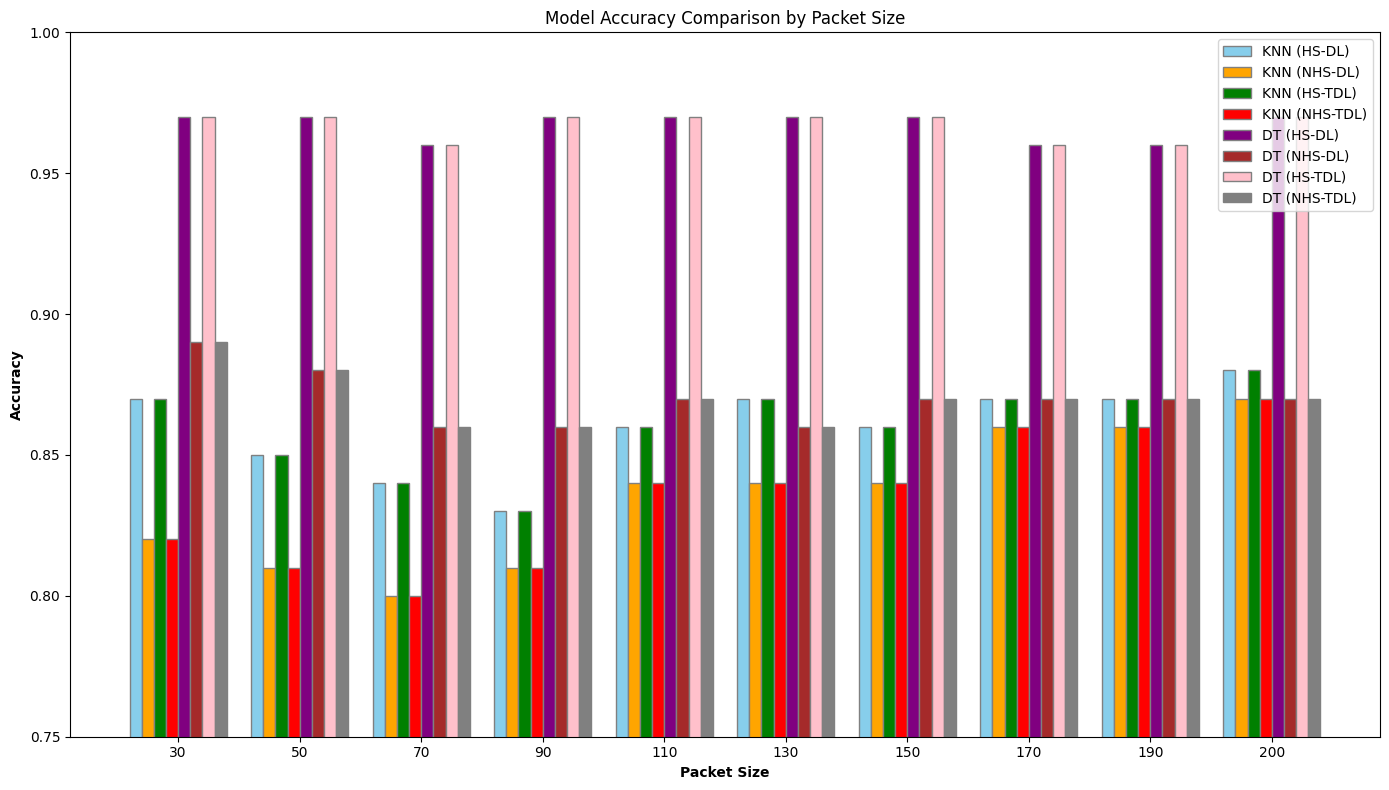 Model Accuracy Comparison by Packet Size
1.00
0.95
0.90
0.85
0.80
0.75
Accuracy
KNN (HS-DL)
KNN (NHS-DL)
KNN (HS-TDL)
KNN (NHS-TDL)
DT (HS-DL)
DT (NHS-DL)
DT (HS-TDL)
DT (NHS-TDL)
30 50 70 90 110 130 150 170 190 200
Packet Size